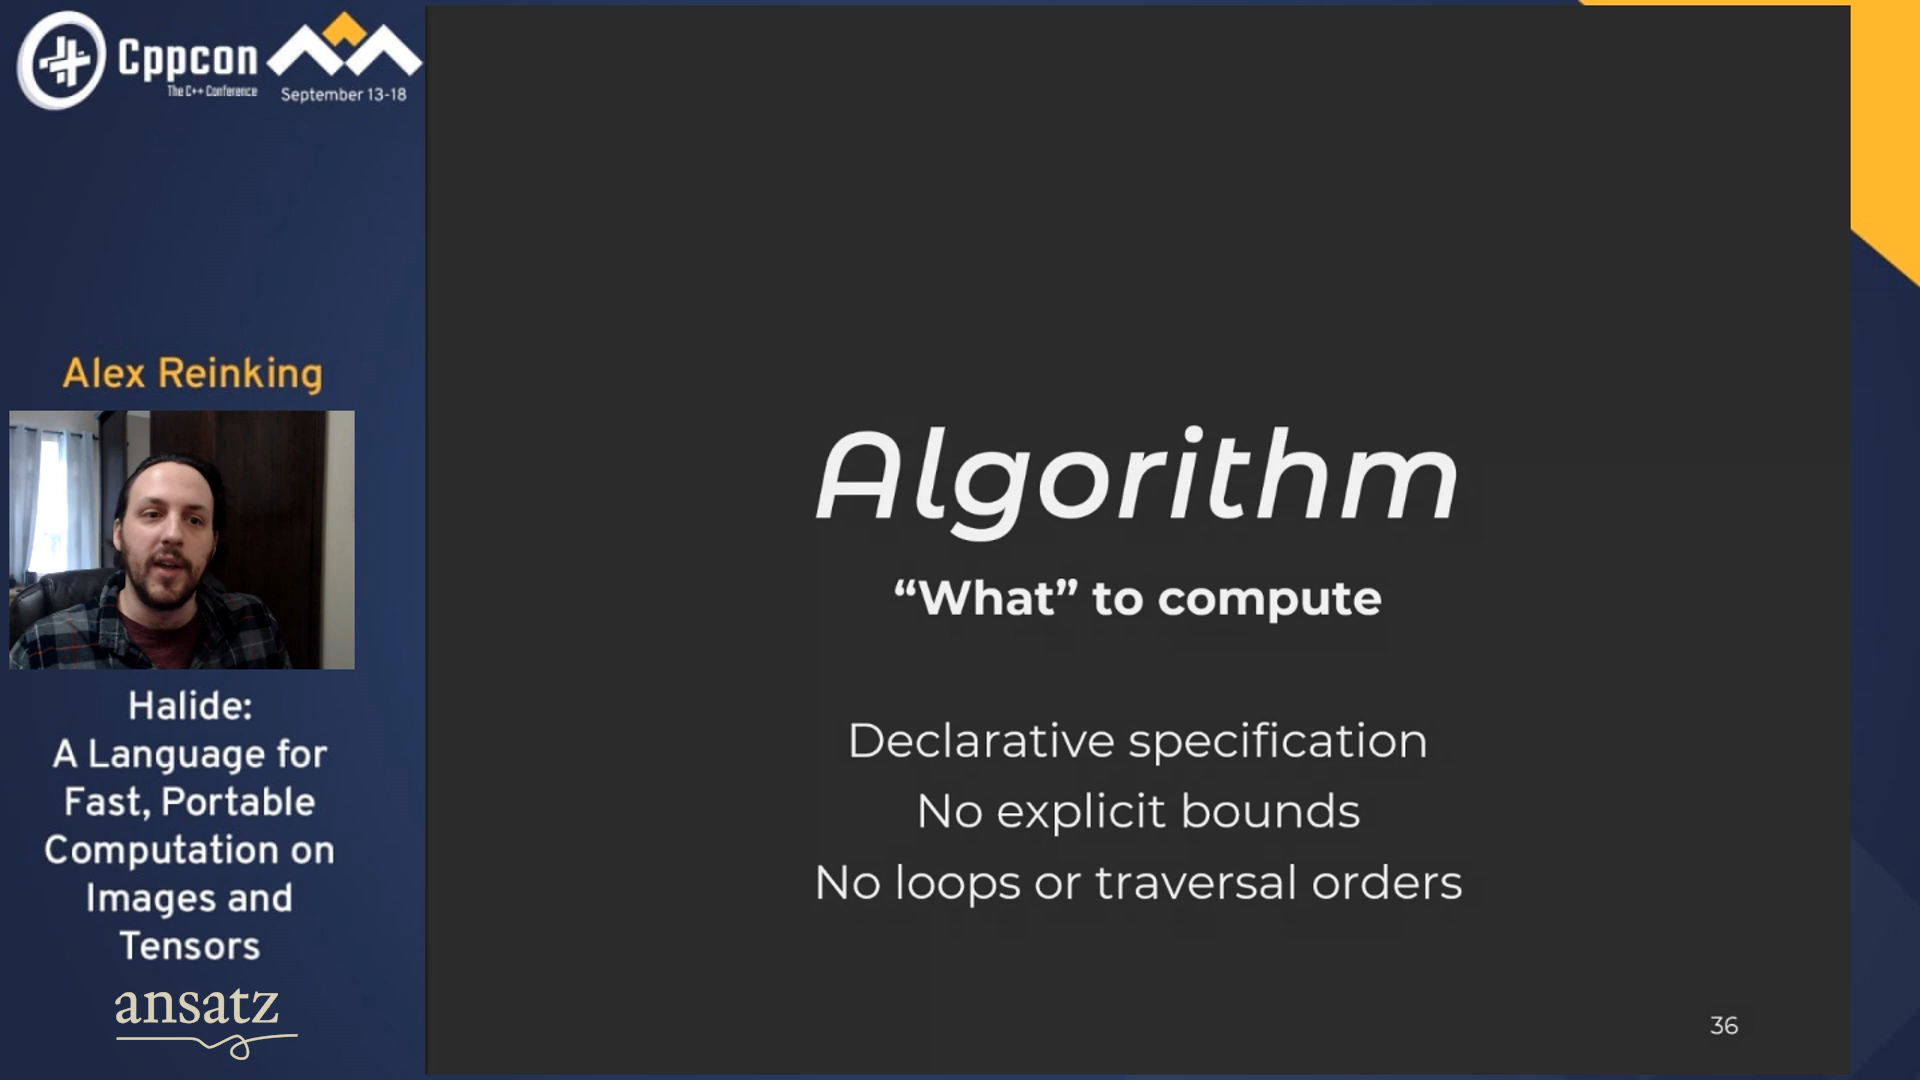 Cppcon
The C++ Conference
September 13-18
Alex Reinking
Halide:
A Language for
Fast, Portable
Computation on
Images and
Tensors
ansatz
Algorithm
“What” to compute
Declarative specification
No explicit bounds
No loops or traversal orders
36